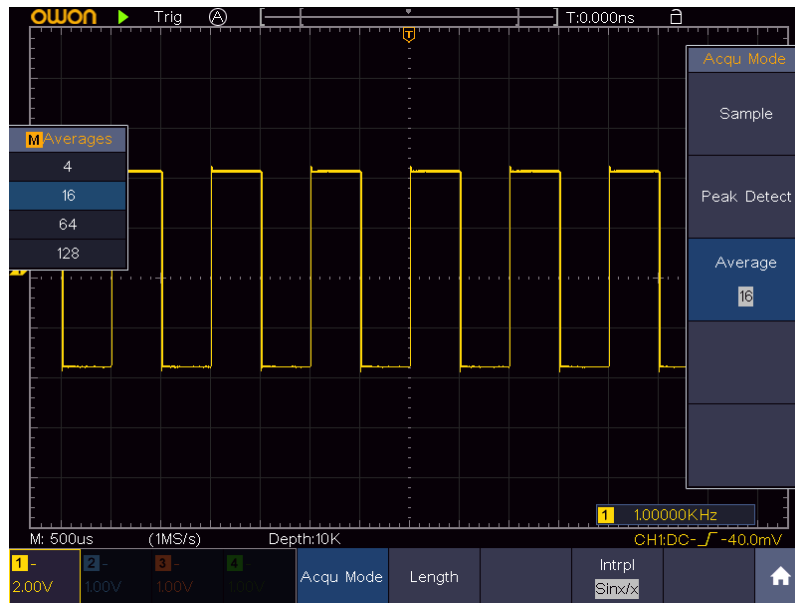 owon Trig A T:0.000ns
T
Acqu Mode
Sample
Peak Detect
Average
16
M Averages
4
16
64
128
1 1.00000KHz
M: 500us (1MS/s) Depth:10K CH1:DC- -40.0mV
1 - 2 - 3 - 4 -
2.00V 1.00V 1.00V 1.00V
Acqu Mode Length Intrpl
Sinx/x